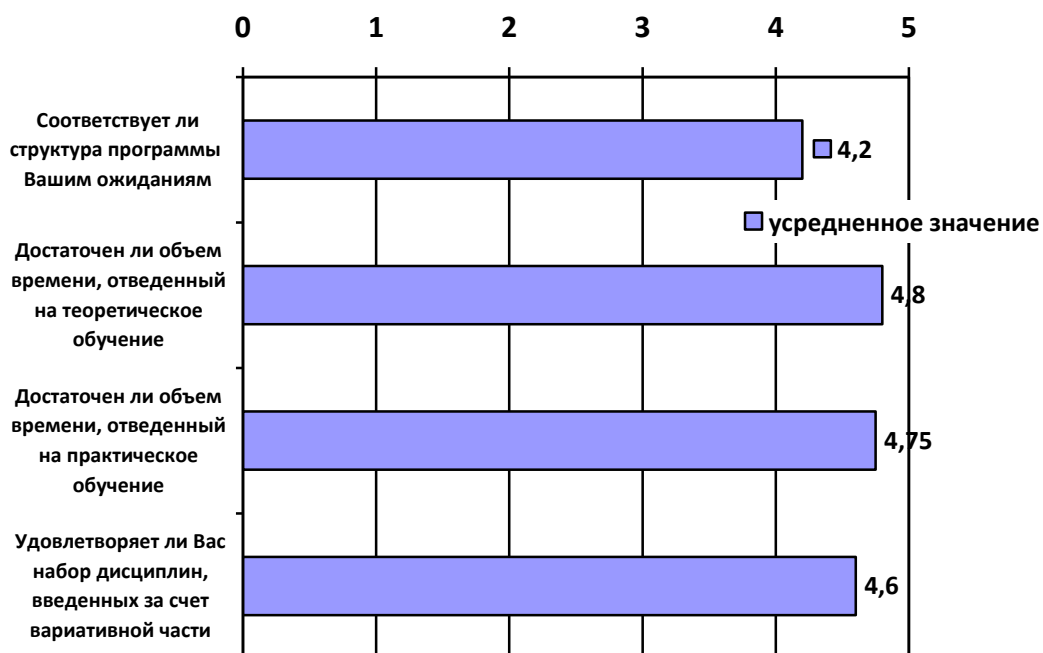 0 1 2 3 4 5
Соответствует ли
структура программы
Вашим ожиданиям
4,2
усредненное значение
Достаточен ли объем
времени, отведенный
на теоретическое
обучение
4,8
Достаточен ли объем
времени, отведенный
на практическое
обучение
4,75
Удовлетворяет ли Вас
набор дисциплин,
введенных за счет
вариативной части
4,6